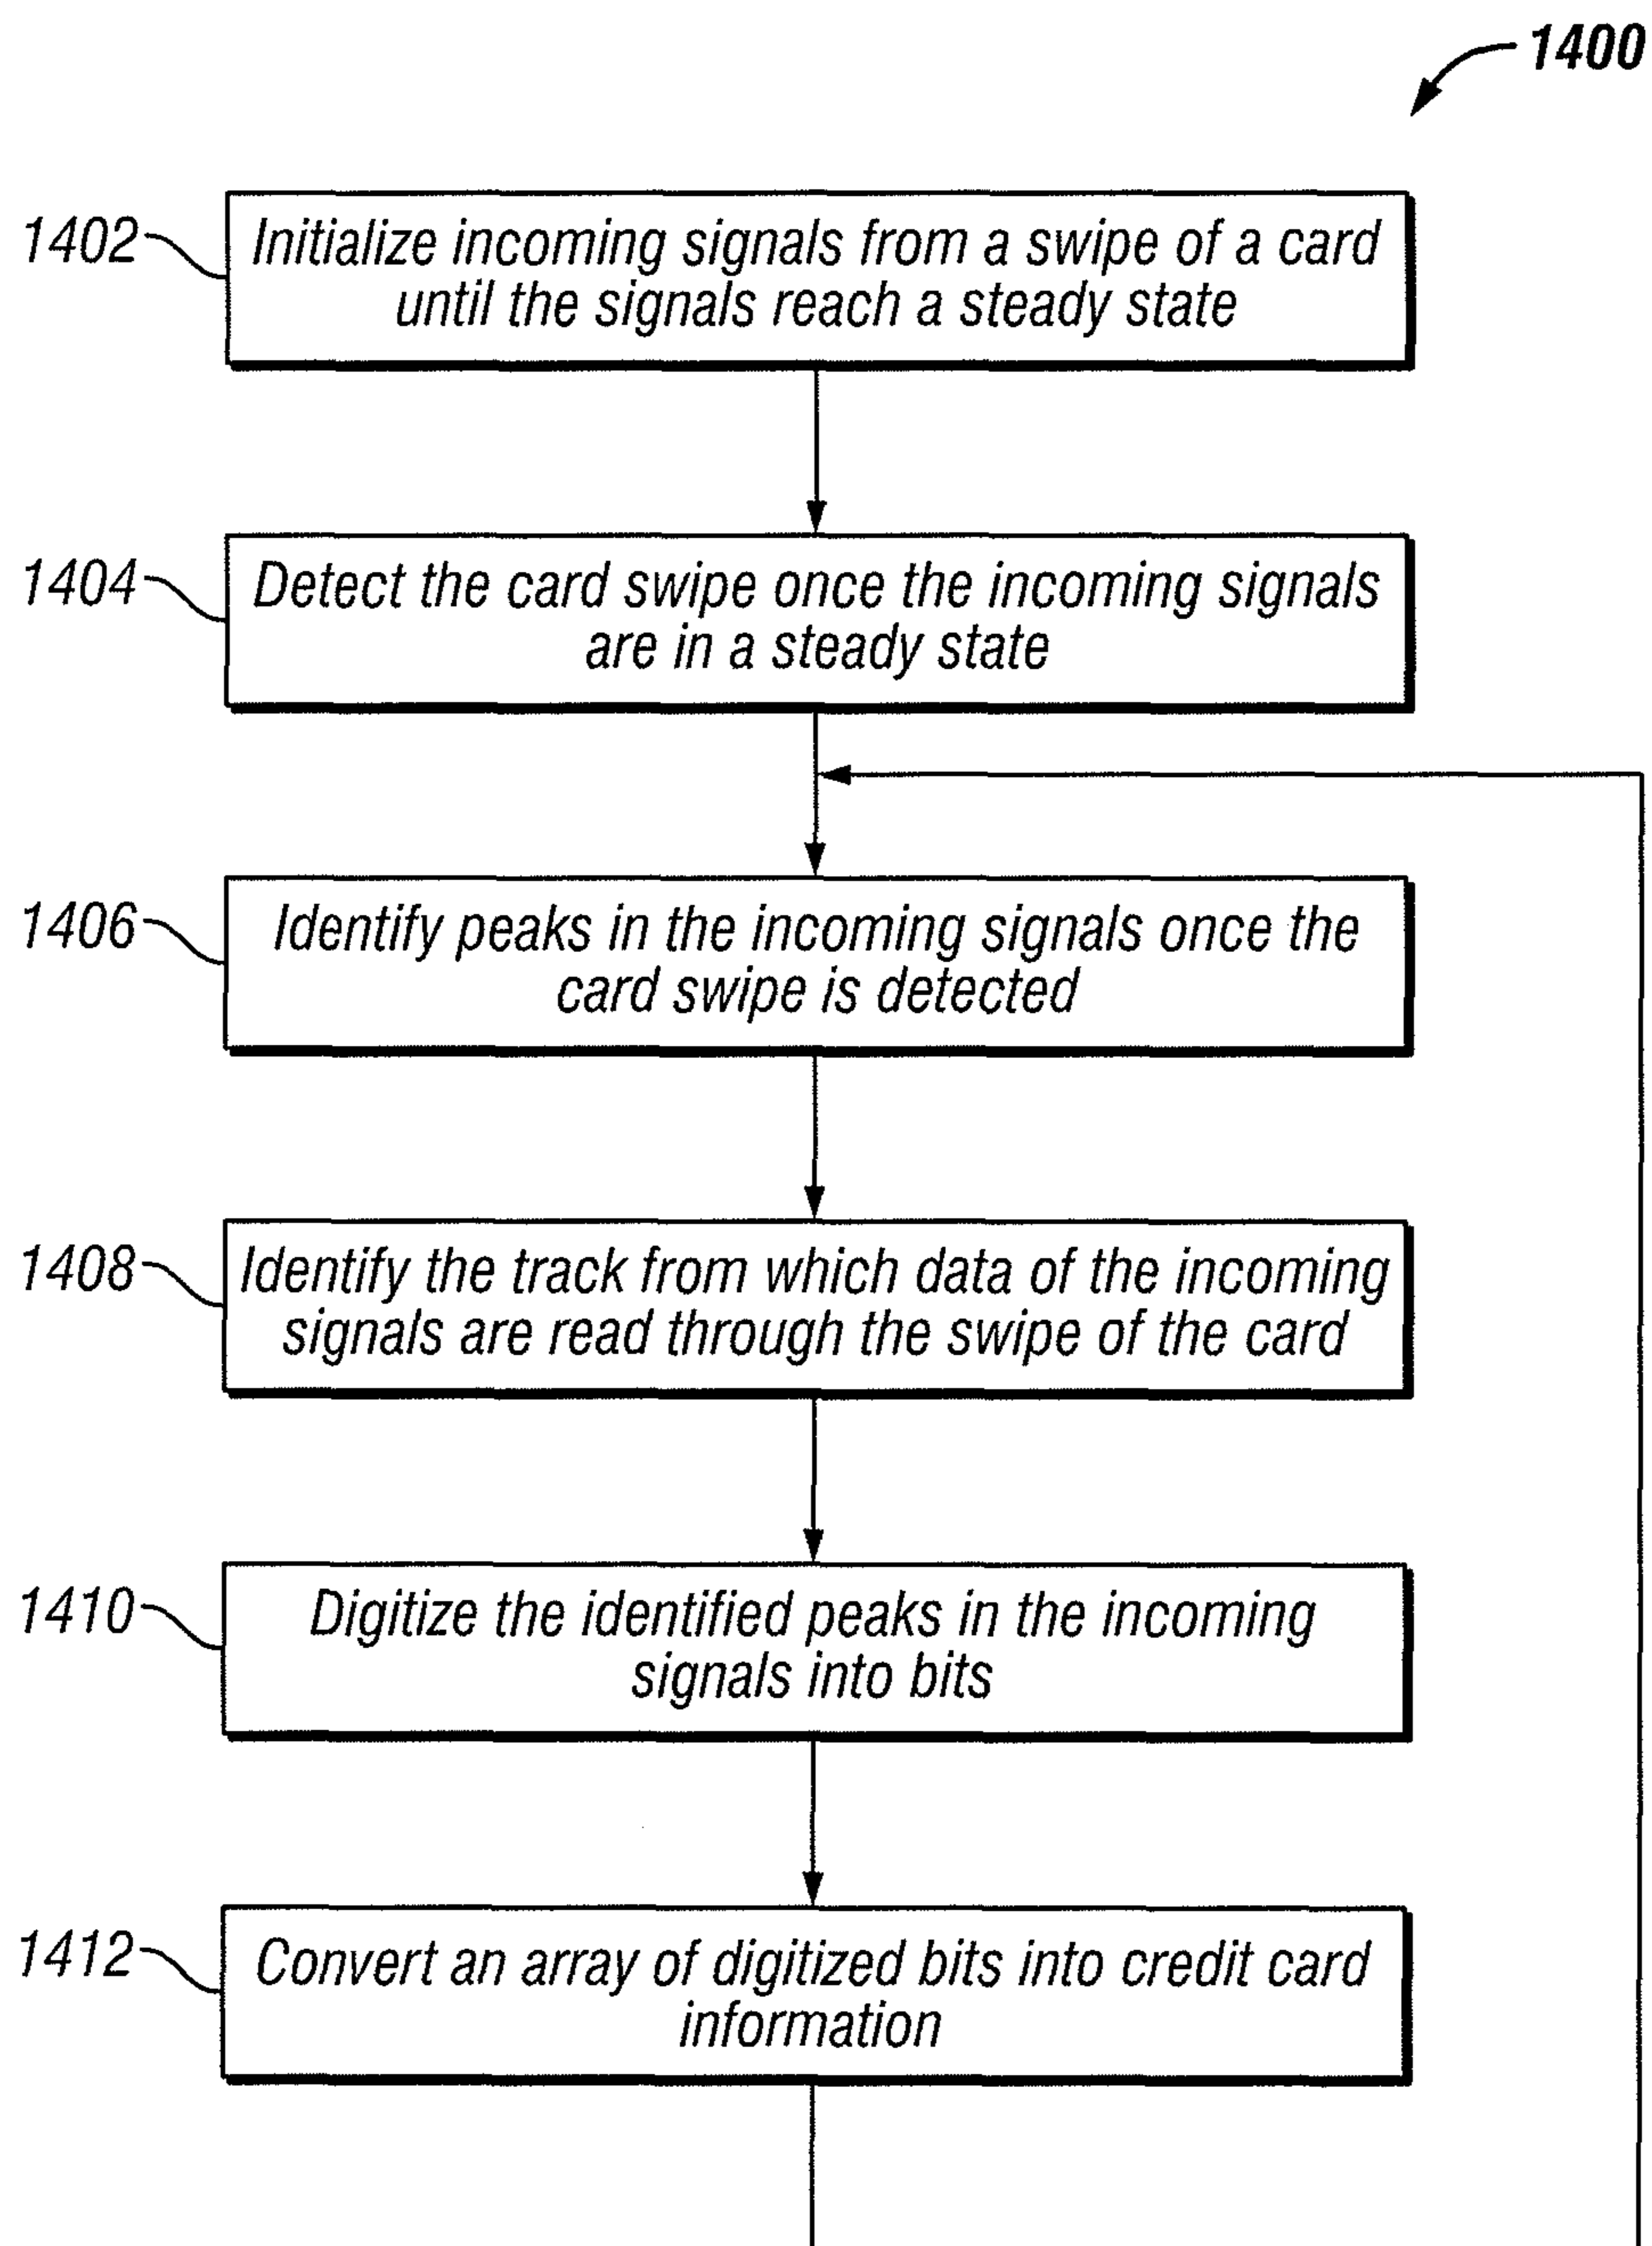 1400
1402
Initialize incoming signals from a swipe of a card
until the signals reach a steady state
1404
Detect the card swipe once the incoming signals
are in a steady state
1406
Identify peaks in the incoming signals once the
card swipe is detected
1408
Identify the track from which data of the incoming
signals are read through the swipe of the card
1410
Digitize the identified peaks in the incoming
signals into bits
1412
Convert an array of digitized bits into credit card
information